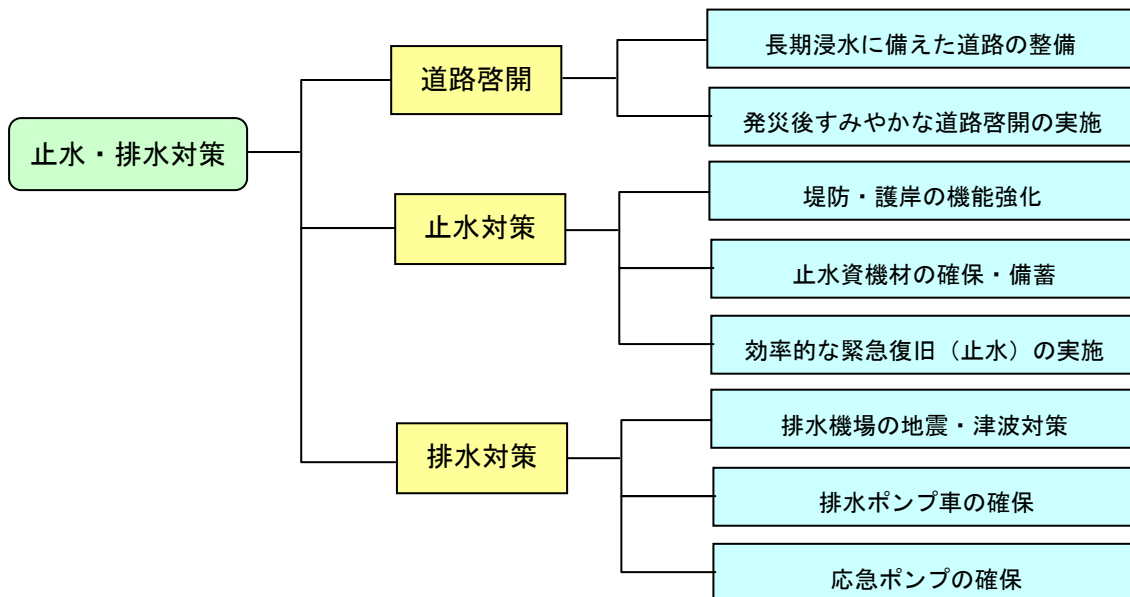 止水・排水対策
道路啓開
長期浸水に備えた道路の整備
発災後すみやかな道路啓開の実施
止水対策
堤防・護岸の機能強化
止水資機材の確保・備蓄
効率的な緊急復旧（止水）の実施
排水対策
排水機場の地震・津波対策
排水ポンプ車の確保
応急ポンプの確保